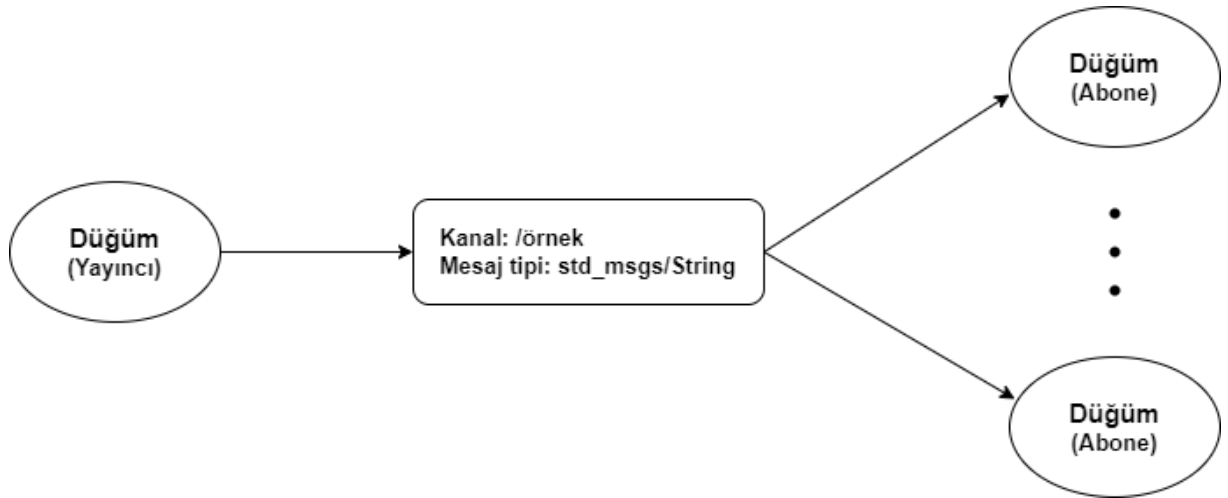 Düğüm
(Yayıncı)
Kanal: /örnek
Mesaj tipi: std_msgs/String
Düğüm
(Abone)
Düğüm
(Abone)